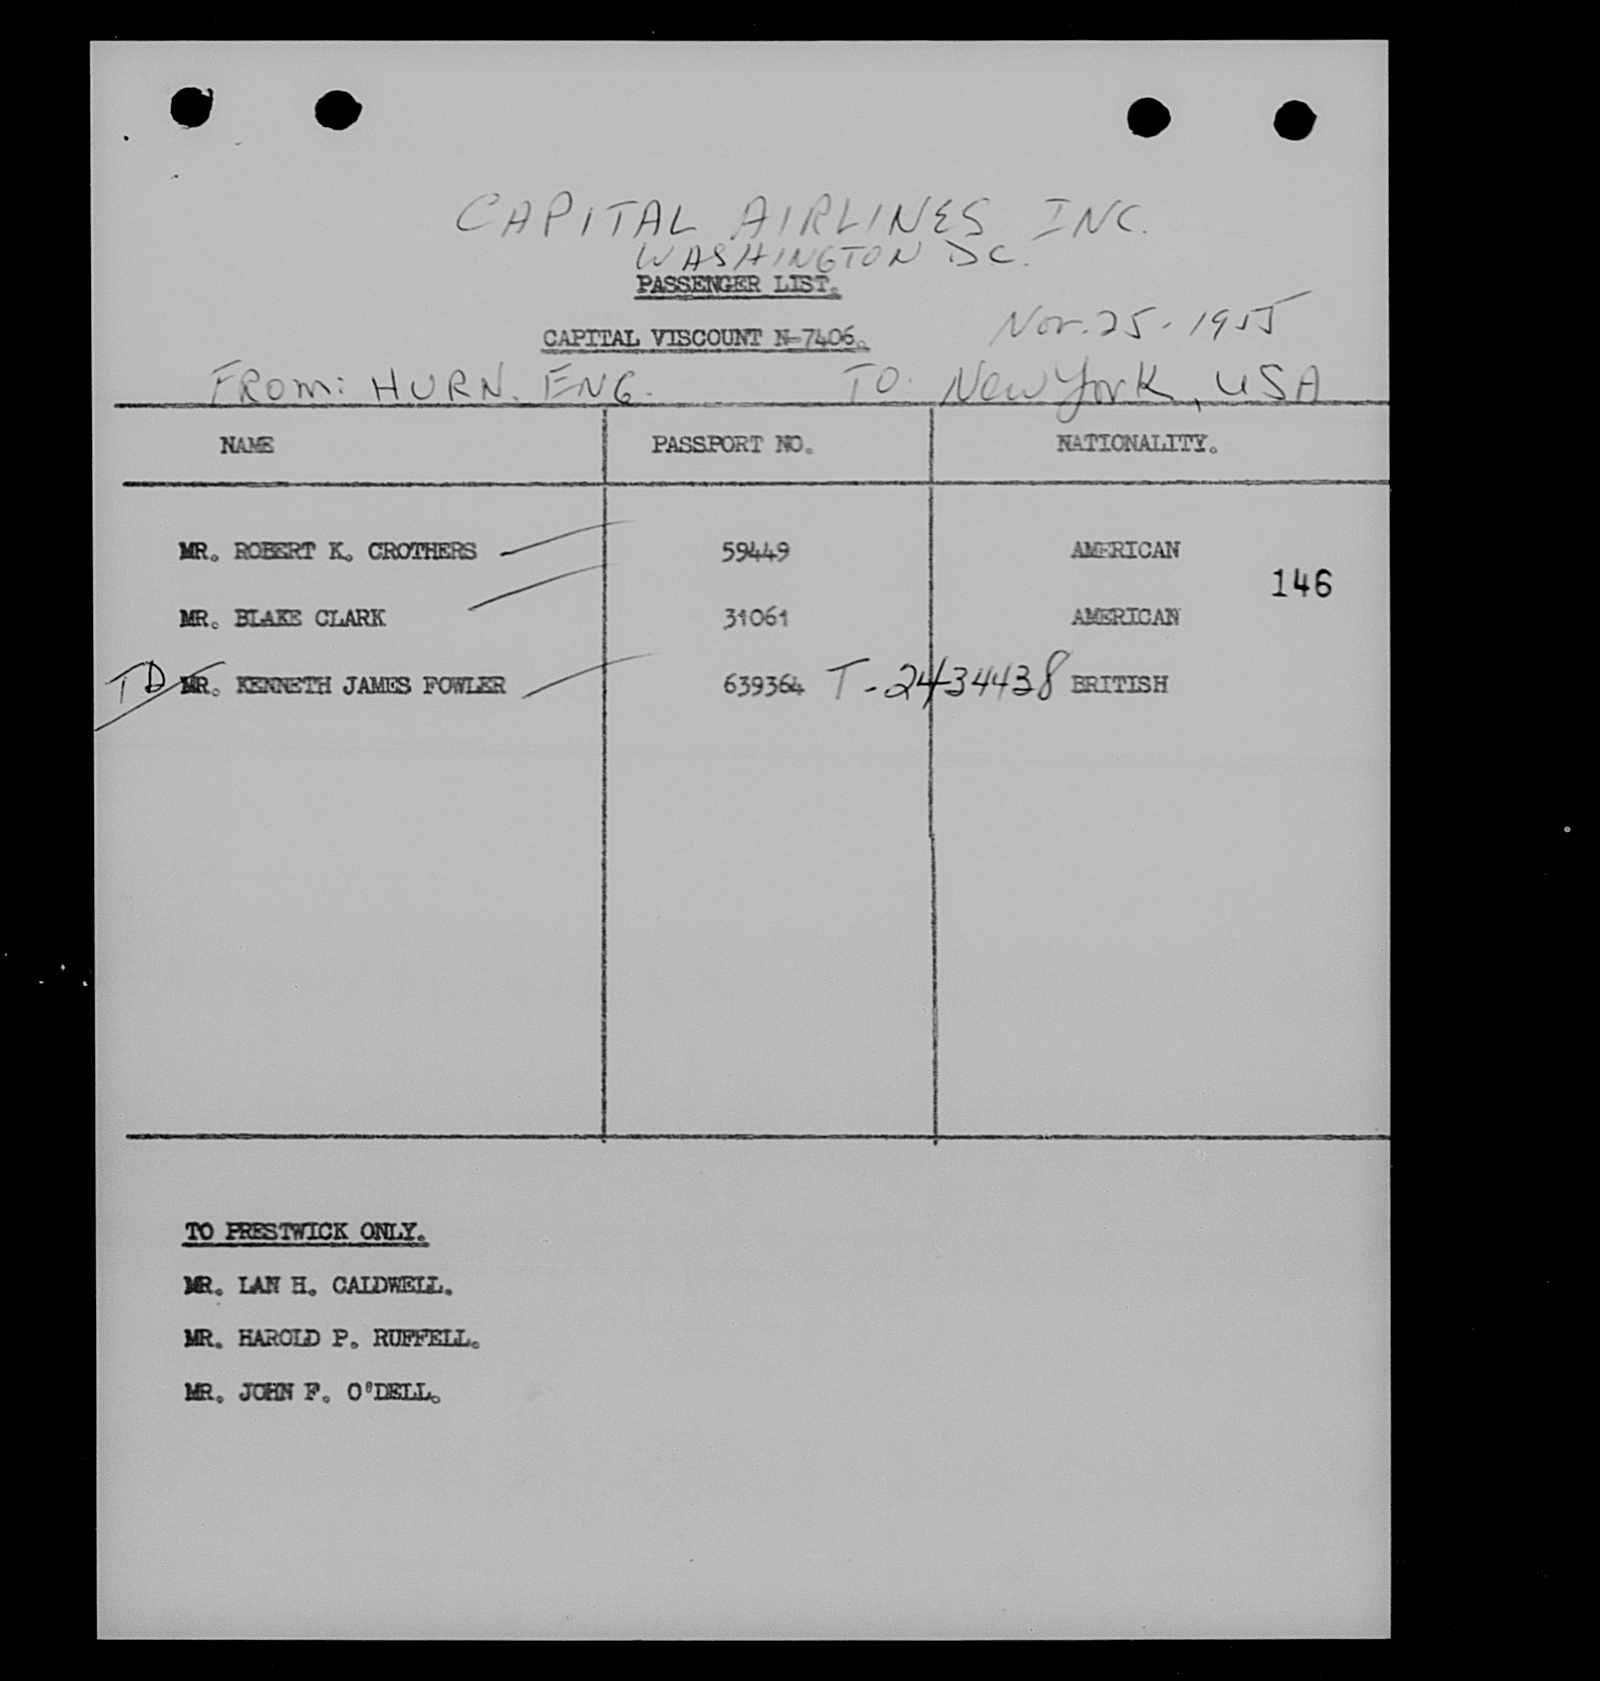 CAPITAL AIRLINES INC.
WASHINGTON DC.
PASSENGER LIST.
CAPITAL VISCOUNT N-7406.
Nov. 25 - 1955
FROM: HURN. ENG. TO: New York, USA
NAME PASSPORT NO. NATIONALITY.
MR. ROBERT K. CROTHERS 59449 AMERICAN
146
MR. BLAKE CLARK 31061 AMERICAN
TD MR. KENNETH JAMES FOWLER 639364 T-2434438 BRITISH
TO PRESTWICK ONLY.
MR. LAN H. CALDWELL.
MR. HAROLD P. RUFFELL.
MR. JOHN F. O'DELL.